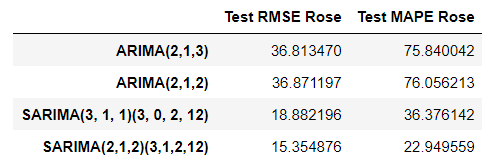 Test RMSE Rose Test MAPE Rose
ARIMA(2,1,3) 36.813470 75.840042
ARIMA(2,1,2) 36.871197 76.056213
SARIMA(3, 1, 1)(3, 0, 2, 12) 18.882196 36.376142
SARIMA(2,1,2)(3,1,2,12) 15.354876 22.949559